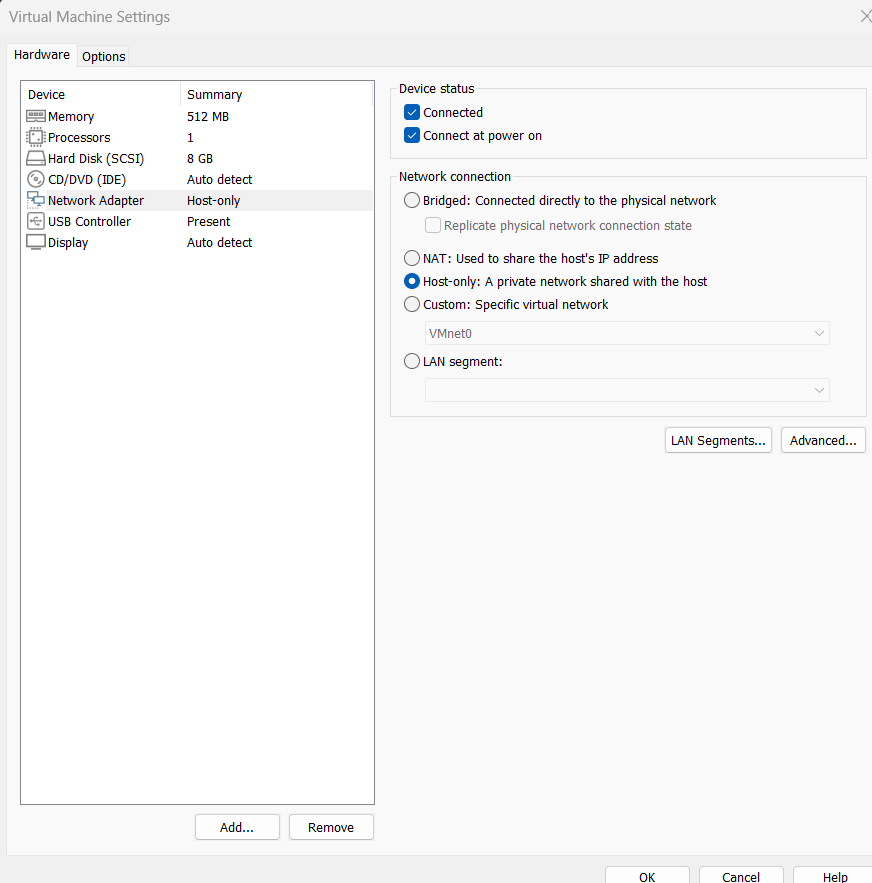 Virtual Machine Settings
Hardware Options
Device Summary
Memory 512 MB
Processors 1
Hard Disk (SCSI) 8 GB
CD/DVD (IDE) Auto detect
Network Adapter Host-only
USB Controller Present
Display Auto detect
Add... Remove
Device status
Connected
Connect at power on
Network connection
Bridged: Connected directly to the physical network
Replicate physical network connection state
NAT: Used to share the host's IP address
Host-only: A private network shared with the host
Custom: Specific virtual network
VMnet0
LAN segment:
LAN Segments... Advanced...
OK Cancel Help